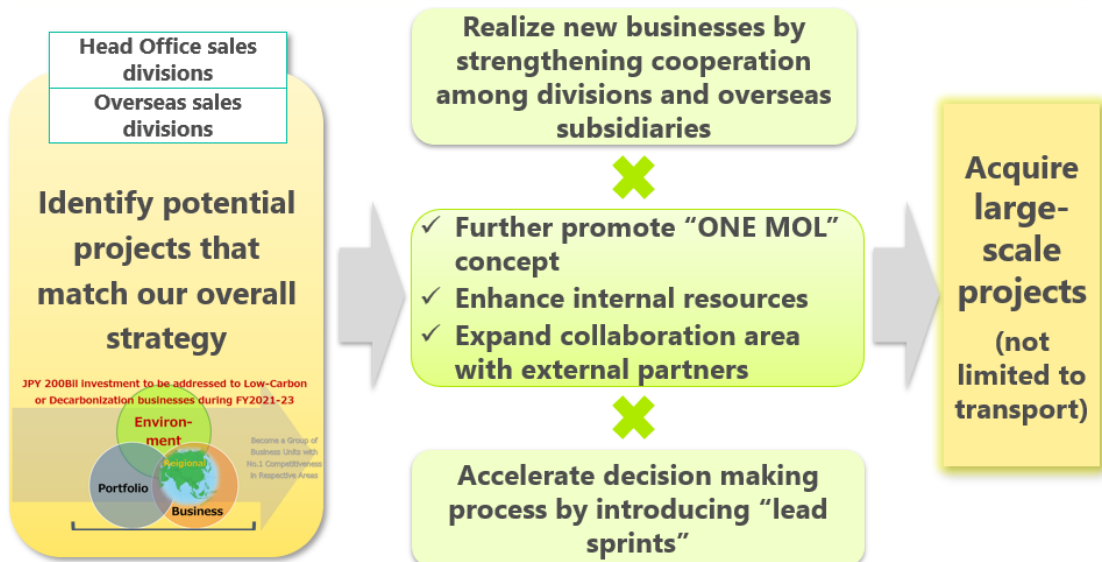 Head Office sales
divisions
Overseas sales
divisions
Identify potential
projects that
match our overall
strategy
JPY 200Bil investment to be addressed to Low-Carbon
or Decarbonization businesses during FY2021-23
Environ-
ment
Become a Group of
Business Units with
No.1 Competitiveness
in Respective Areas
Reigional
Portfolio
Business
Realize new businesses by
strengthening cooperation
among divisions and overseas
subsidiaries
✓ Further promote “ONE MOL”
concept
✓ Enhance internal resources
✓ Expand collaboration area
with external partners
Accelerate decision making
process by introducing “lead
sprints”
Acquire
large-
scale
projects
(not
limited to
transport)